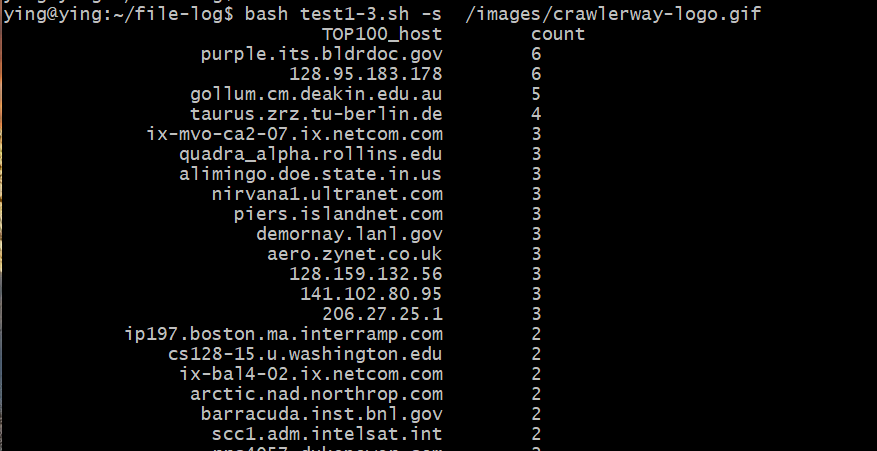 ying@ying:~/file-log$ bash test1-3.sh -s /images/crawlerway-logo.gif
TOP100_host count
purple.its.bldrdoc.gov 6
128.95.183.178 6
gollum.cm.deakin.edu.au 5
taurus.zrz.tu-berlin.de 4
ix-mvo-ca2-07.ix.netcom.com 3
quadra_alpha.rollins.edu 3
alimingo.doe.state.in.us 3
nirvana1.ultranet.com 3
piers.islandnet.com 3
demornay.lanl.gov 3
aero.zynet.co.uk 3
128.159.132.56 3
141.102.80.95 3
206.27.25.1 3
ip197.boston.ma.interramp.com 2
cs128-15.u.washington.edu 2
ix-bal4-02.ix.netcom.com 2
arctic.nad.northrop.com 2
barracuda.inst.bnl.gov 2
scc1.adm.intelsat.int 2